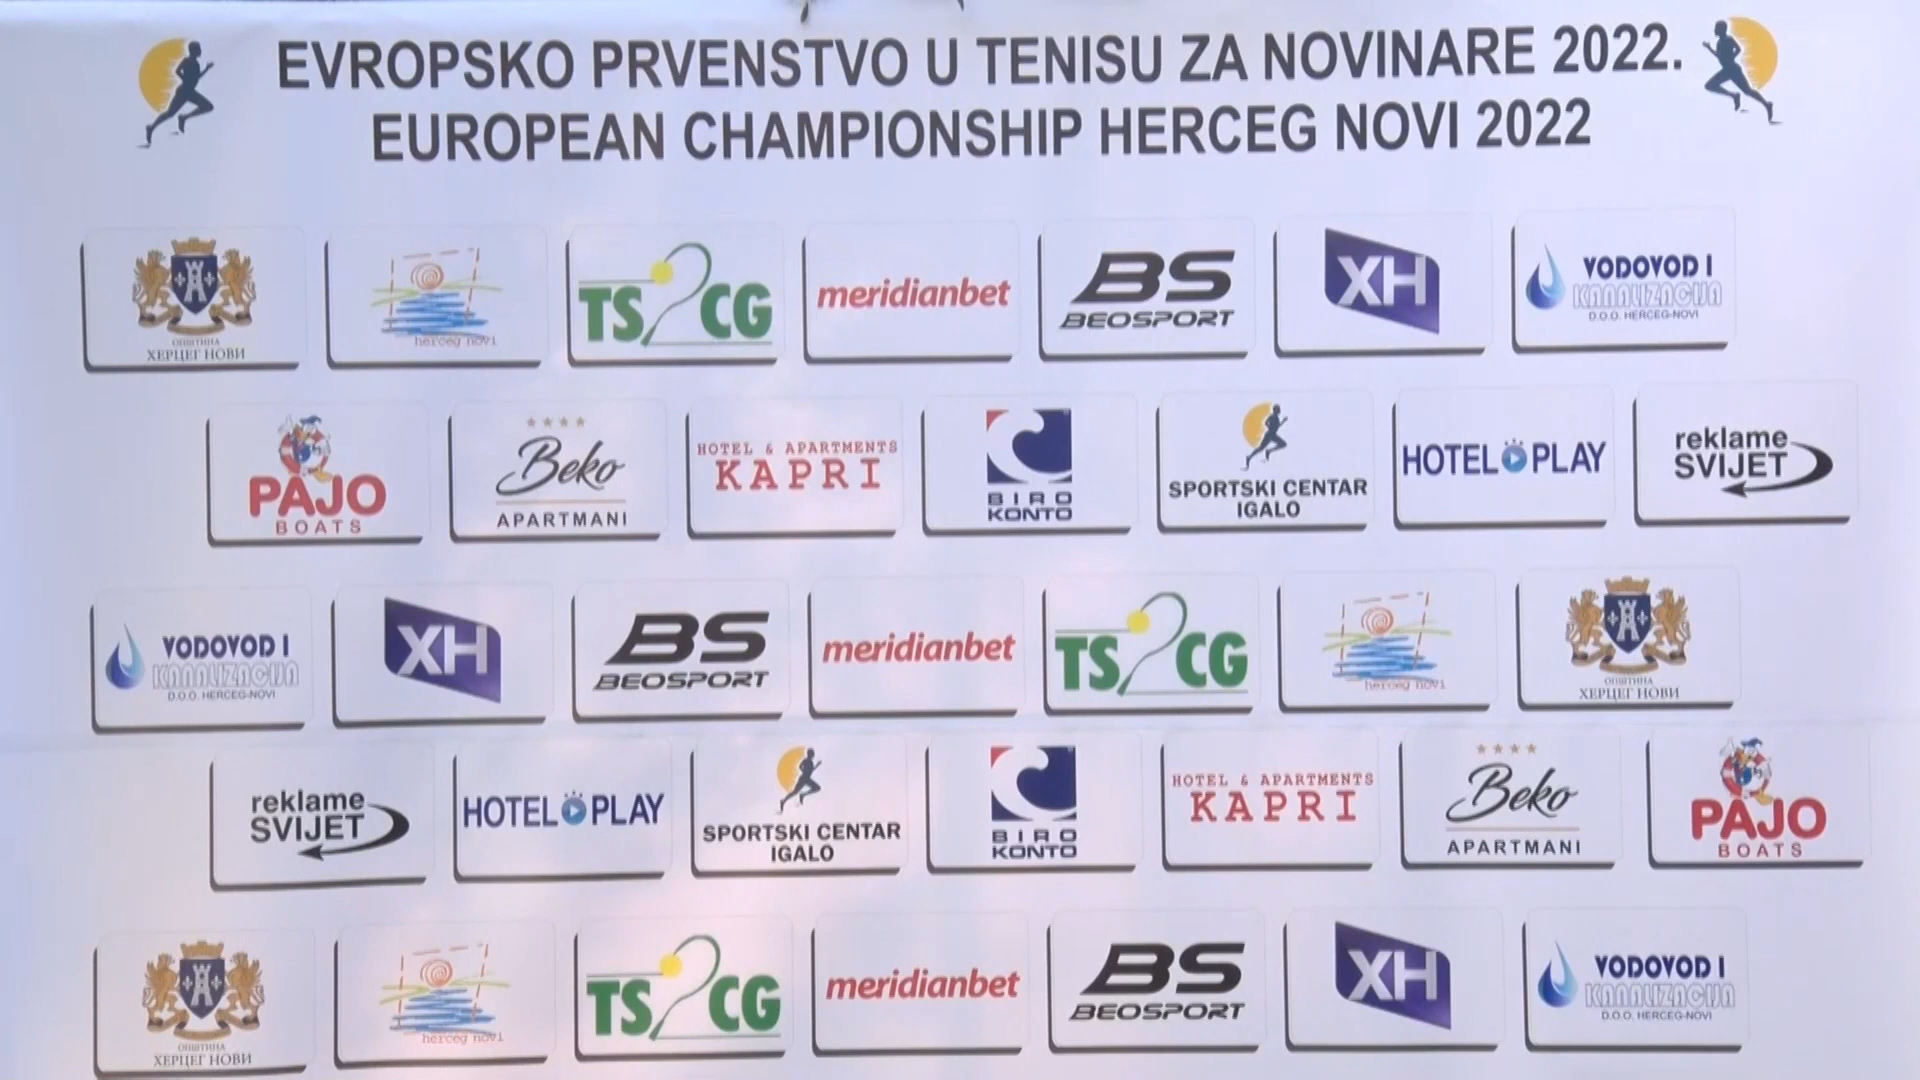 EVROPSKO PRVENSTVO U TENISU ZA NOVINARE 2022.
EUROPEAN CHAMPIONSHIP HERCEG NOVI 2022
ОПШТИНА
ХЕРЦЕГ НОВИ
herceg novi
TS CG
meridianbet
BS
BEOSPORT
XH
VODOVOD I
KANALIZACIJA
D.O.O. HERCEG-NOVI
PAJO
BOATS
Beko
APARTMANI
HOTEL & APARTMENTS
KAPRI
BIRO
KONTO
SPORTSKI CENTAR
IGALO
HOTEL PLAY
reklame
SVIJET
VODOVOD I
KANALIZACIJA
D.O.O. HERCEG-NOVI
XH
BS
BEOSPORT
meridianbet
TS CG
herceg novi
ОПШТИНА
ХЕРЦЕГ НОВИ
reklame
SVIJET
HOTEL PLAY
SPORTSKI CENTAR
IGALO
BIRO
KONTO
HOTEL & APARTMENTS
KAPRI
Beko
APARTMANI
PAJO
BOATS
ОПШТИНА
ХЕРЦЕГ НОВИ
herceg novi
TS CG
meridianbet
BS
BEOSPORT
XH
VODOVOD I
KANALIZACIJA
D.O.O. HERCEG-NOVI